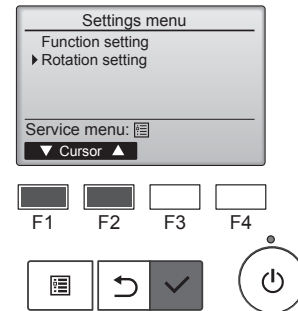 Settings menu
Function setting
Rotation setting
Service menu:
▼ Cursor ▲
F1 F2 F3 F4